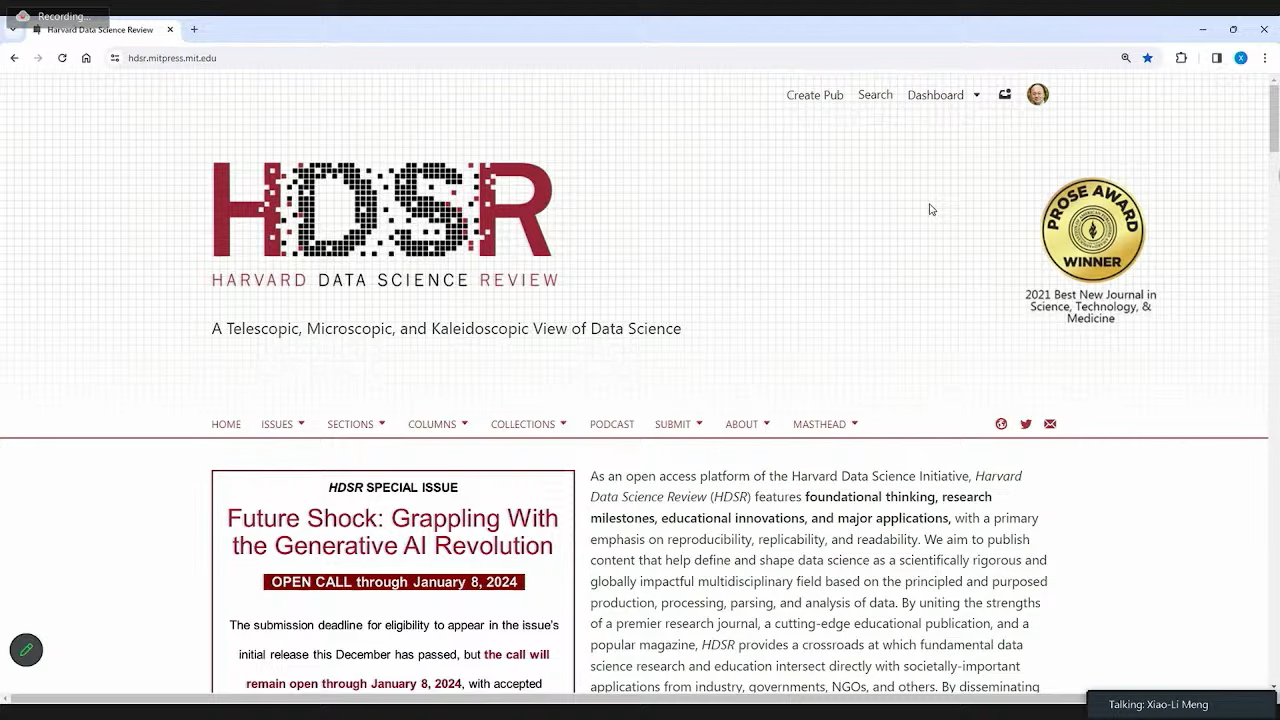 Recording...
Harvard Data Science Review
hdsr.mitpress.mit.edu
X
Create Pub Search Dashboard
HDSR
HARVARD DATA SCIENCE REVIEW
A Telescopic, Microscopic, and Kaleidoscopic View of Data Science
PROSE AWARD
WINNER
2021 Best New Journal in
Science, Technology, &
Medicine
HOME ISSUES SECTIONS COLUMNS COLLECTIONS PODCAST SUBMIT ABOUT MASTHEAD
HDSR SPECIAL ISSUE
Future Shock: Grappling With
the Generative AI Revolution
OPEN CALL through January 8, 2024
The submission deadline for eligibility to appear in the issue's
initial release this December has passed, but the call will
remain open through January 8, 2024, with accepted
As an open access platform of the Harvard Data Science Initiative, Harvard
Data Science Review (HDSR) features foundational thinking, research
milestones, educational innovations, and major applications, with a primary
emphasis on reproducibility, replicability, and readability. We aim to publish
content that help define and shape data science as a scientifically rigorous and
globally impactful multidisciplinary field based on the principled and purposed
production, processing, parsing, and analysis of data. By uniting the strengths
of a premier research journal, a cutting-edge educational publication, and a
popular magazine, HDSR provides a crossroads at which fundamental data
science research and education intersect directly with societally-important
applications from industry, governments, NGOs, and others. By disseminating
Talking: Xiao-Li Meng